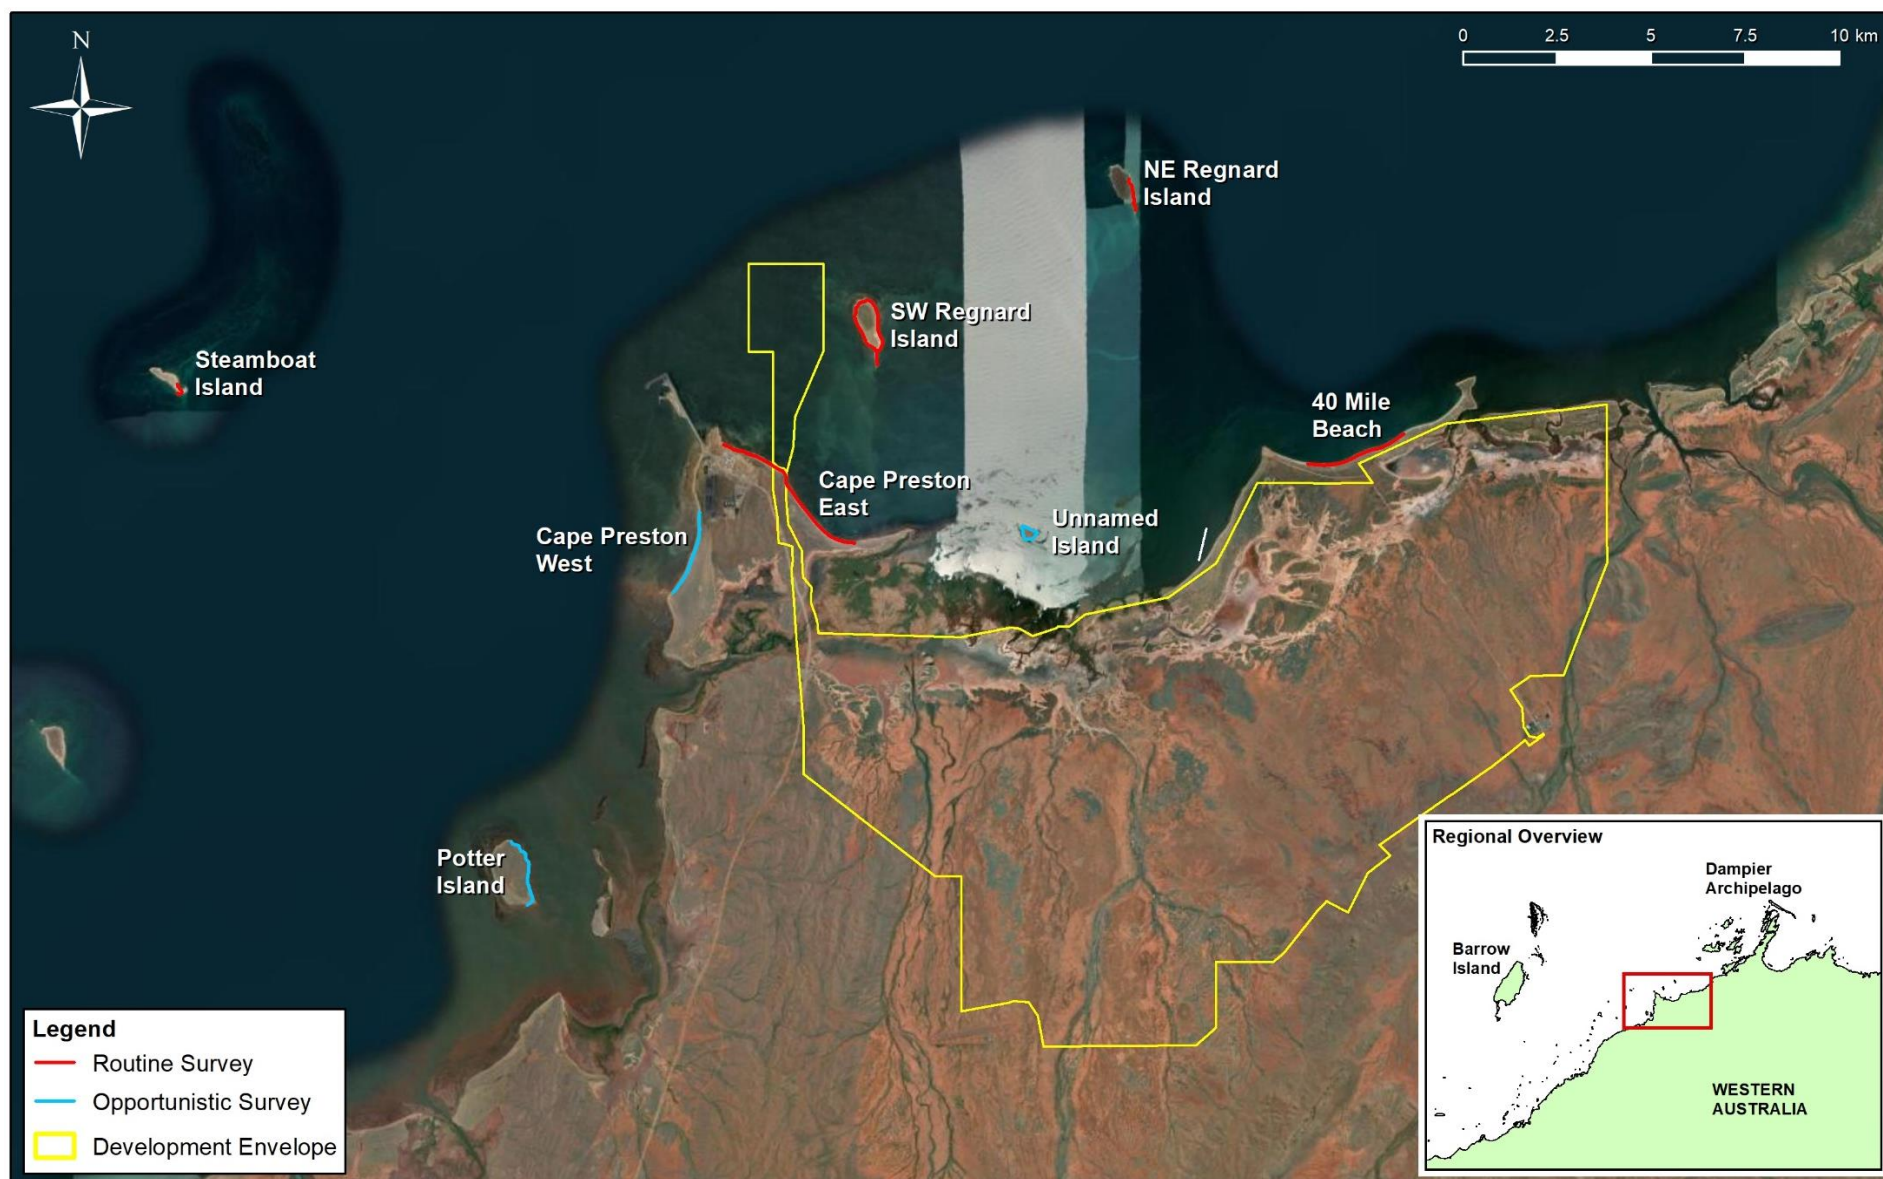 N
0 2.5 5 7.5 10 km
NE Regnard
Island
SW Regnard
Island
Steamboat
Island
40 Mile
Beach
Cape Preston
East
Unnamed
Island
Cape Preston
West
Potter
Island
Legend
Routine Survey
Opportunistic Survey
Development Envelope
Regional Overview
Dampier
Archipelago
Barrow
Island
WESTERN
AUSTRALIA